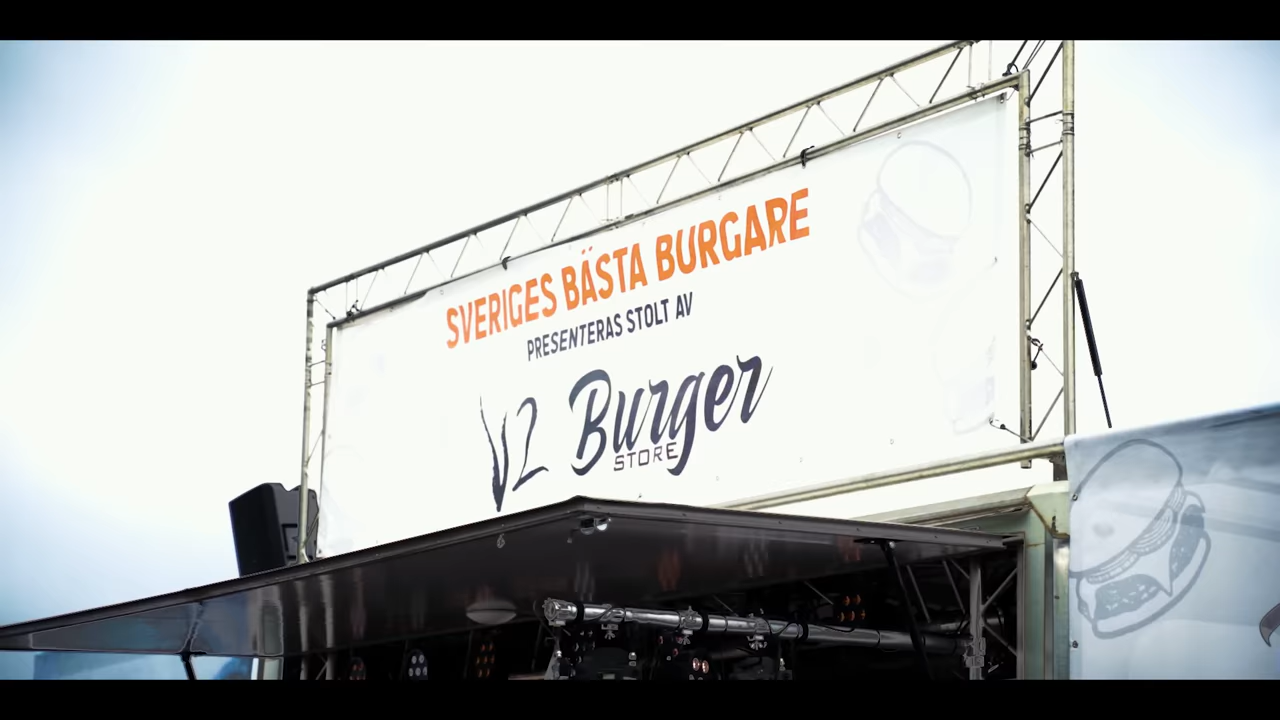 SVERIGES BÄSTA BURGARE
PRESENTERAS STOLT AV
V2 Burger
STORE